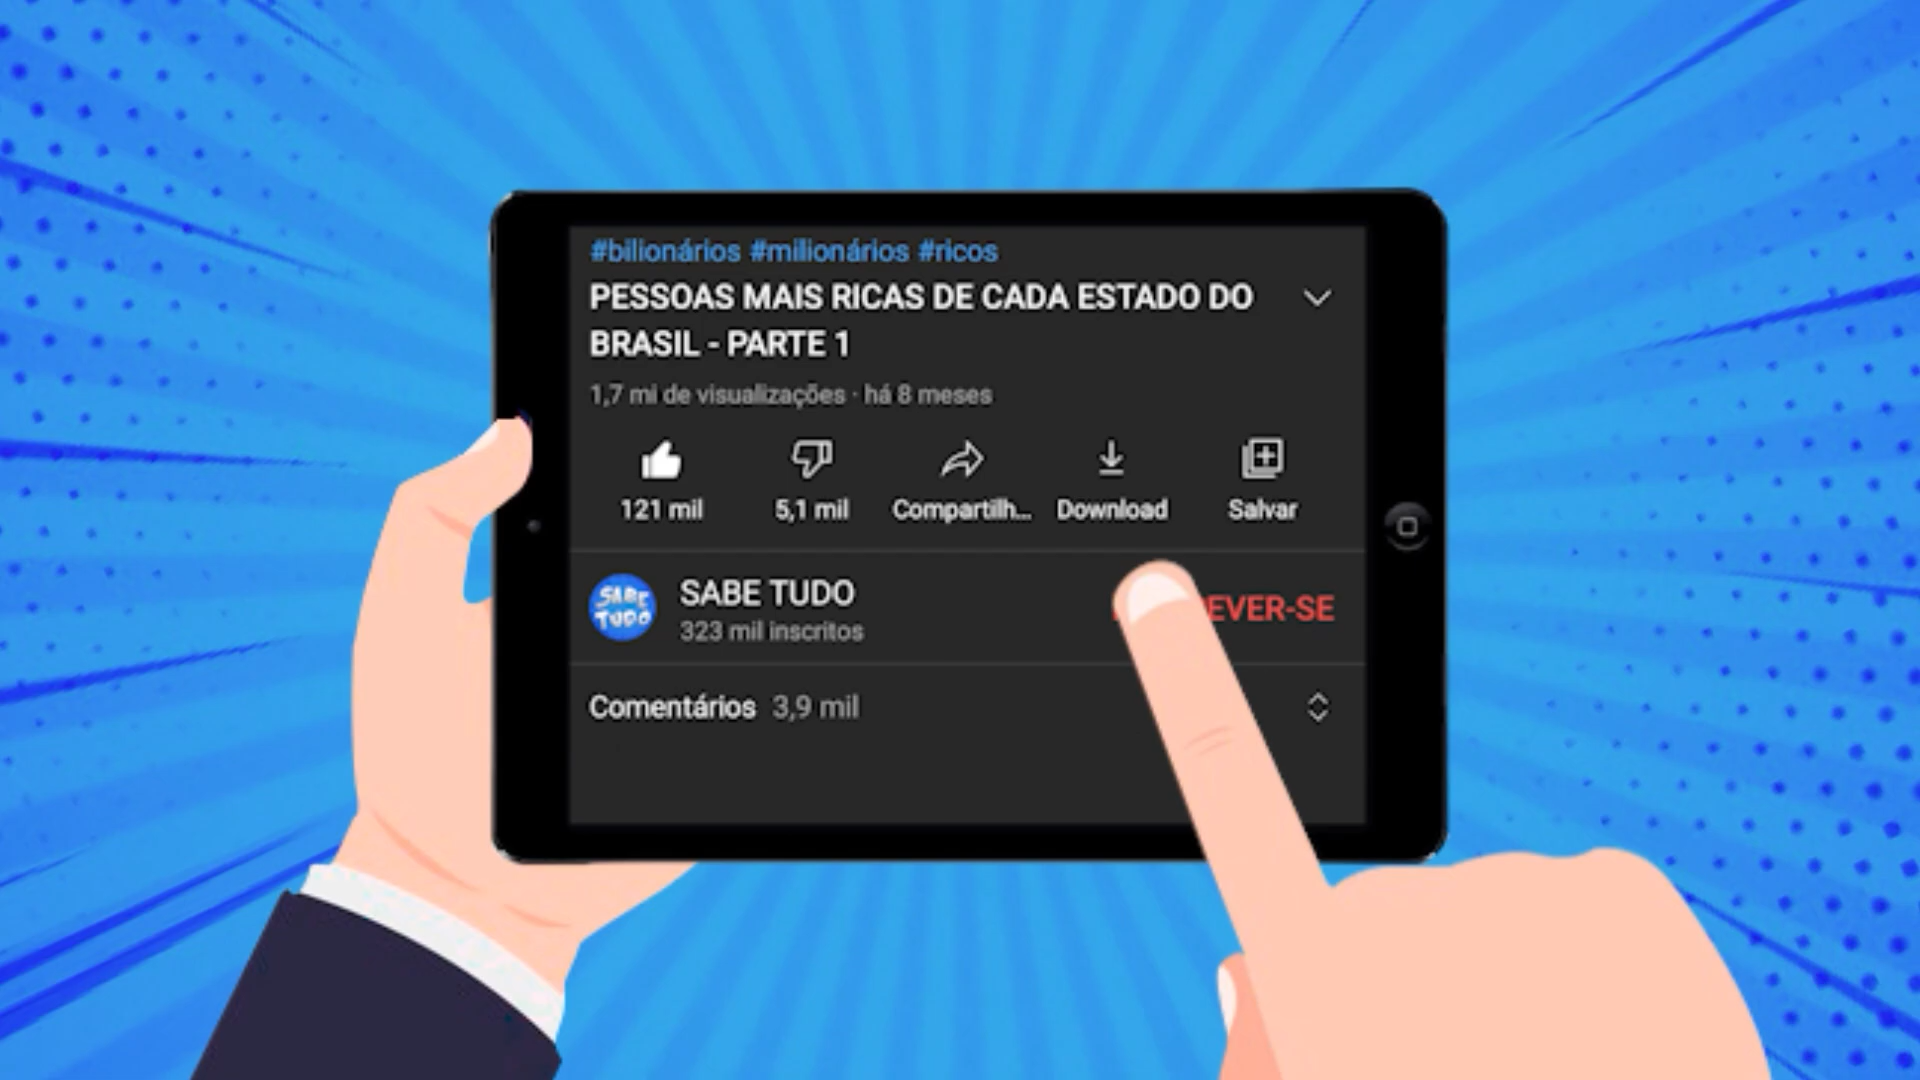 #bilionários #milionários #ricos
PESSOAS MAIS RICAS DE CADA ESTADO DO
BRASIL - PARTE 1
1,7 mi de visualizações · há 8 meses
121 mil
5,1 mil
Compartilh...
Download
Salvar
SABE
TUDO
SABE TUDO
323 mil inscritos
EVER-SE
Comentários 3,9 mil